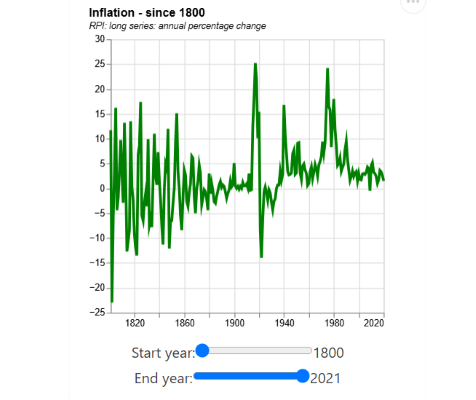 Inflation - since 1800
RPI: long series: annual percentage change
30
25
20
15
10
5
0
−5
−10
−15
−20
−25
1820 1860 1900 1940 1980 2020
Start year: 1800
End year: 2021